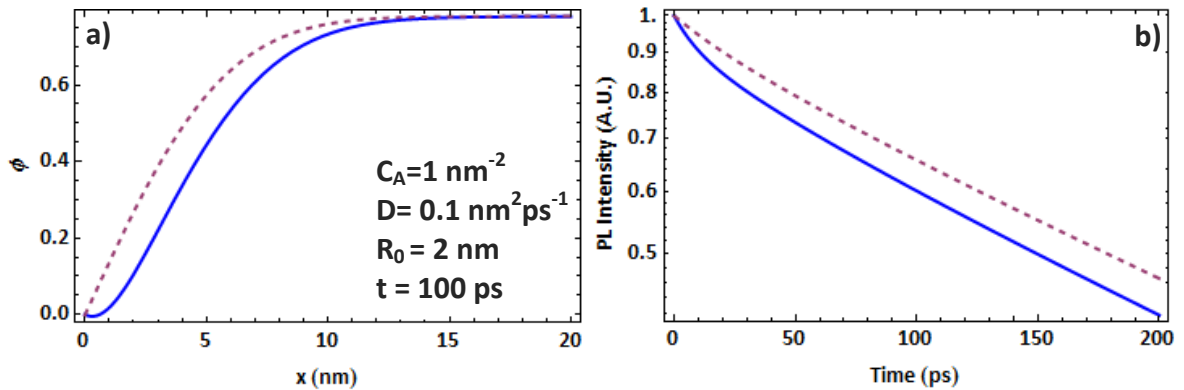 a)
0.6
0.4
0.2
0.0
ϕ
C_A=1 nm^-2
D= 0.1 nm^2ps^-1
R_0 = 2 nm
t = 100 ps
0 5 10 15 20
x (nm)
b)
1.
0.9
0.8
0.7
0.6
0.5
PL Intensity (A.U.)
0 50 100 150 200
Time (ps)